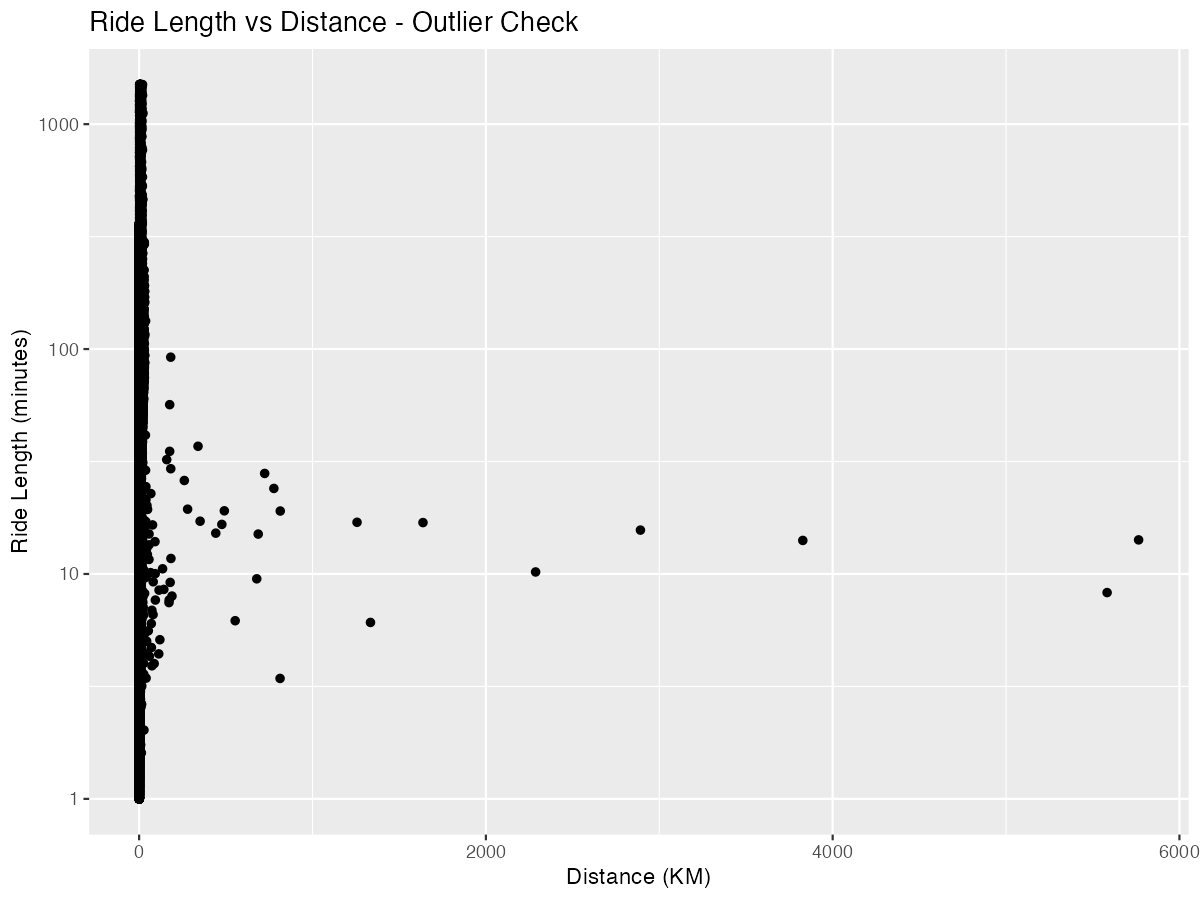 Ride Length vs Distance - Outlier Check
Ride Length (minutes)
1000
100
10
1
0 2000 4000 6000
Distance (KM)